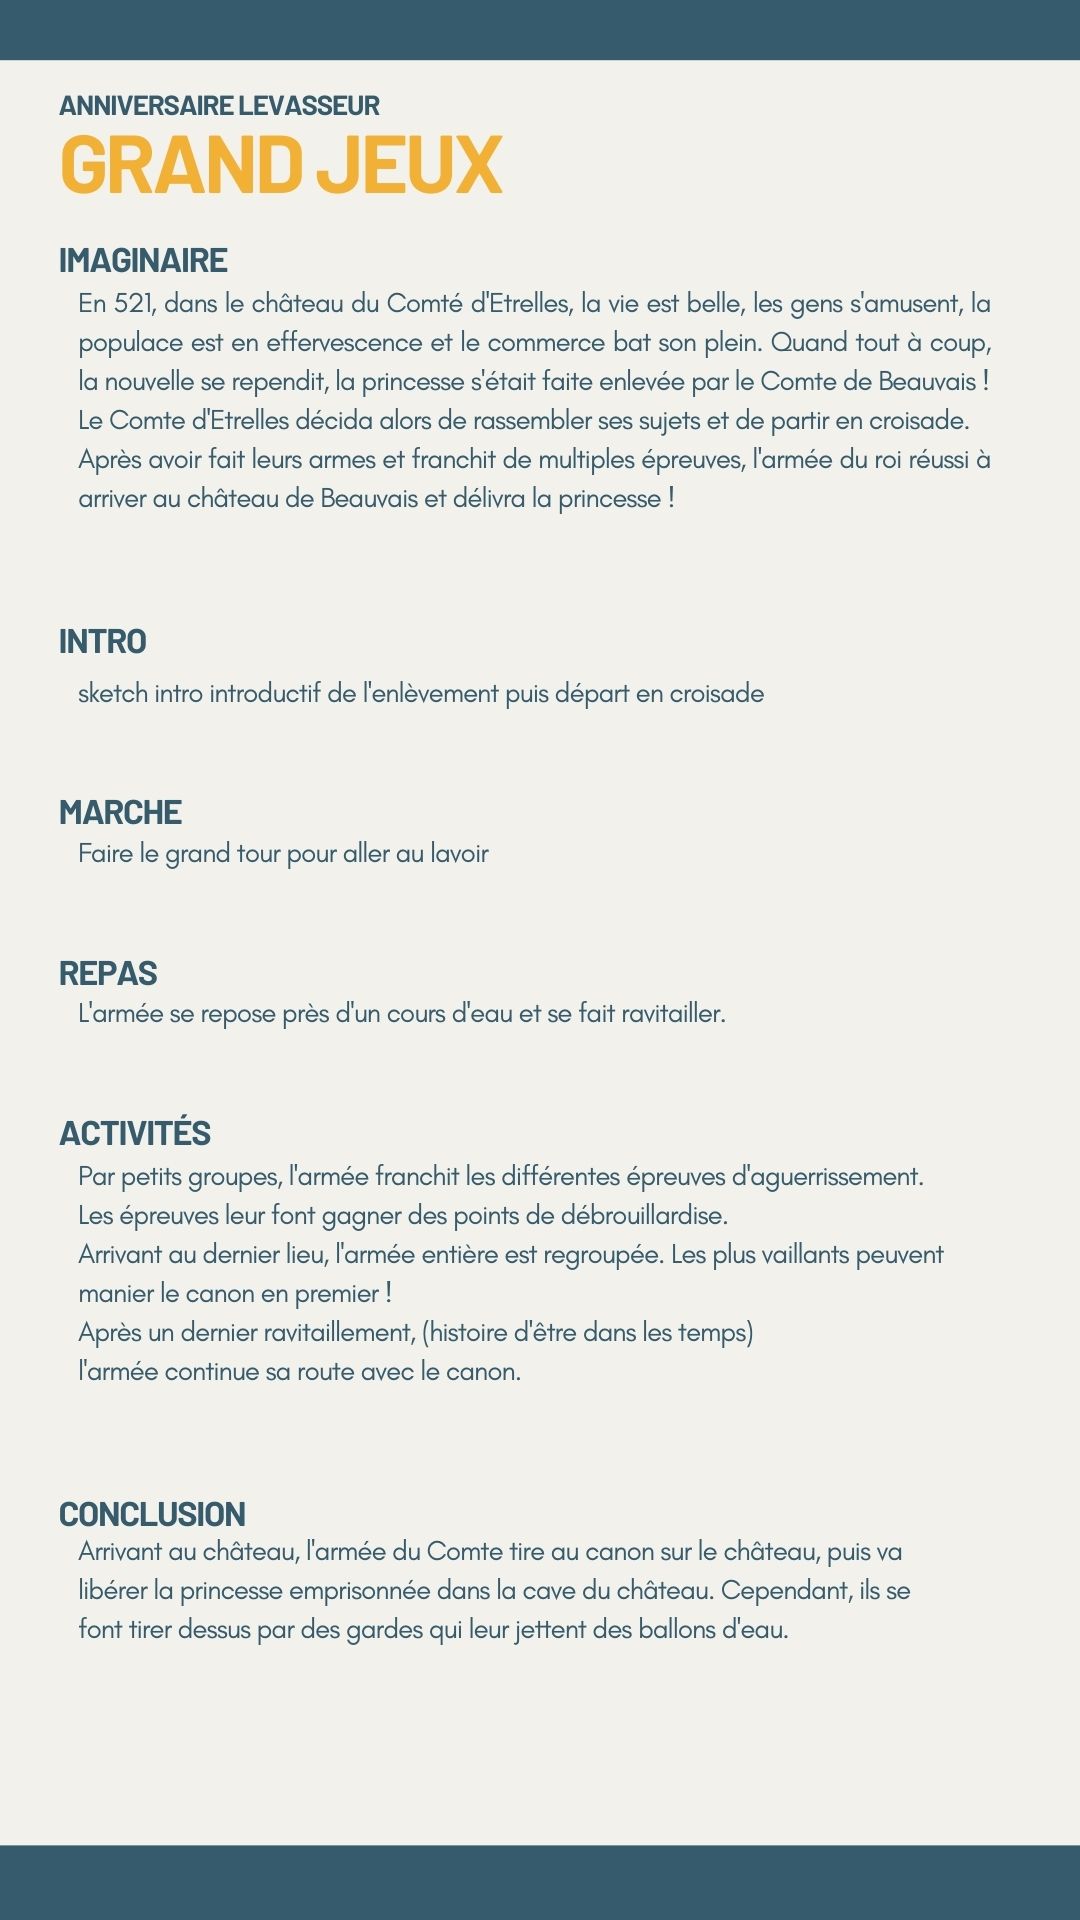 ANNIVERSAIRE LEVASSEUR
GRAND JEUX
IMAGINAIRE
En 521, dans le château du Comté d'Etrelles, la vie est belle, les gens s'amusent, la
populace est en effervescence et le commerce bat son plein. Quand tout à coup,
la nouvelle se rependit, la princesse s'était faite enlevée par le Comte de Beauvais !
Le Comte d'Etrelles décida alors de rassembler ses sujets et de partir en croisade.
Après avoir fait leurs armes et franchit de multiples épreuves, l'armée du roi réussi à
arriver au château de Beauvais et délivra la princesse !
INTRO
sketch intro introductif de l'enlèvement puis départ en croisade
MARCHE
Faire le grand tour pour aller au lavoir
REPAS
L'armée se repose près d'un cours d'eau et se fait ravitailler.
ACTIVITÉS
Par petits groupes, l'armée franchit les différentes épreuves d'aguerrissement.
Les épreuves leur font gagner des points de débrouillardise.
Arrivant au dernier lieu, l'armée entière est regroupée. Les plus vaillants peuvent
manier le canon en premier !
Après un dernier ravitaillement, (histoire d'être dans les temps)
l'armée continue sa route avec le canon.
CONCLUSION
Arrivant au château, l'armée du Comte tire au canon sur le château, puis va
libérer la princesse emprisonnée dans la cave du château. Cependant, ils se
font tirer dessus par des gardes qui leur jettent des ballons d'eau.